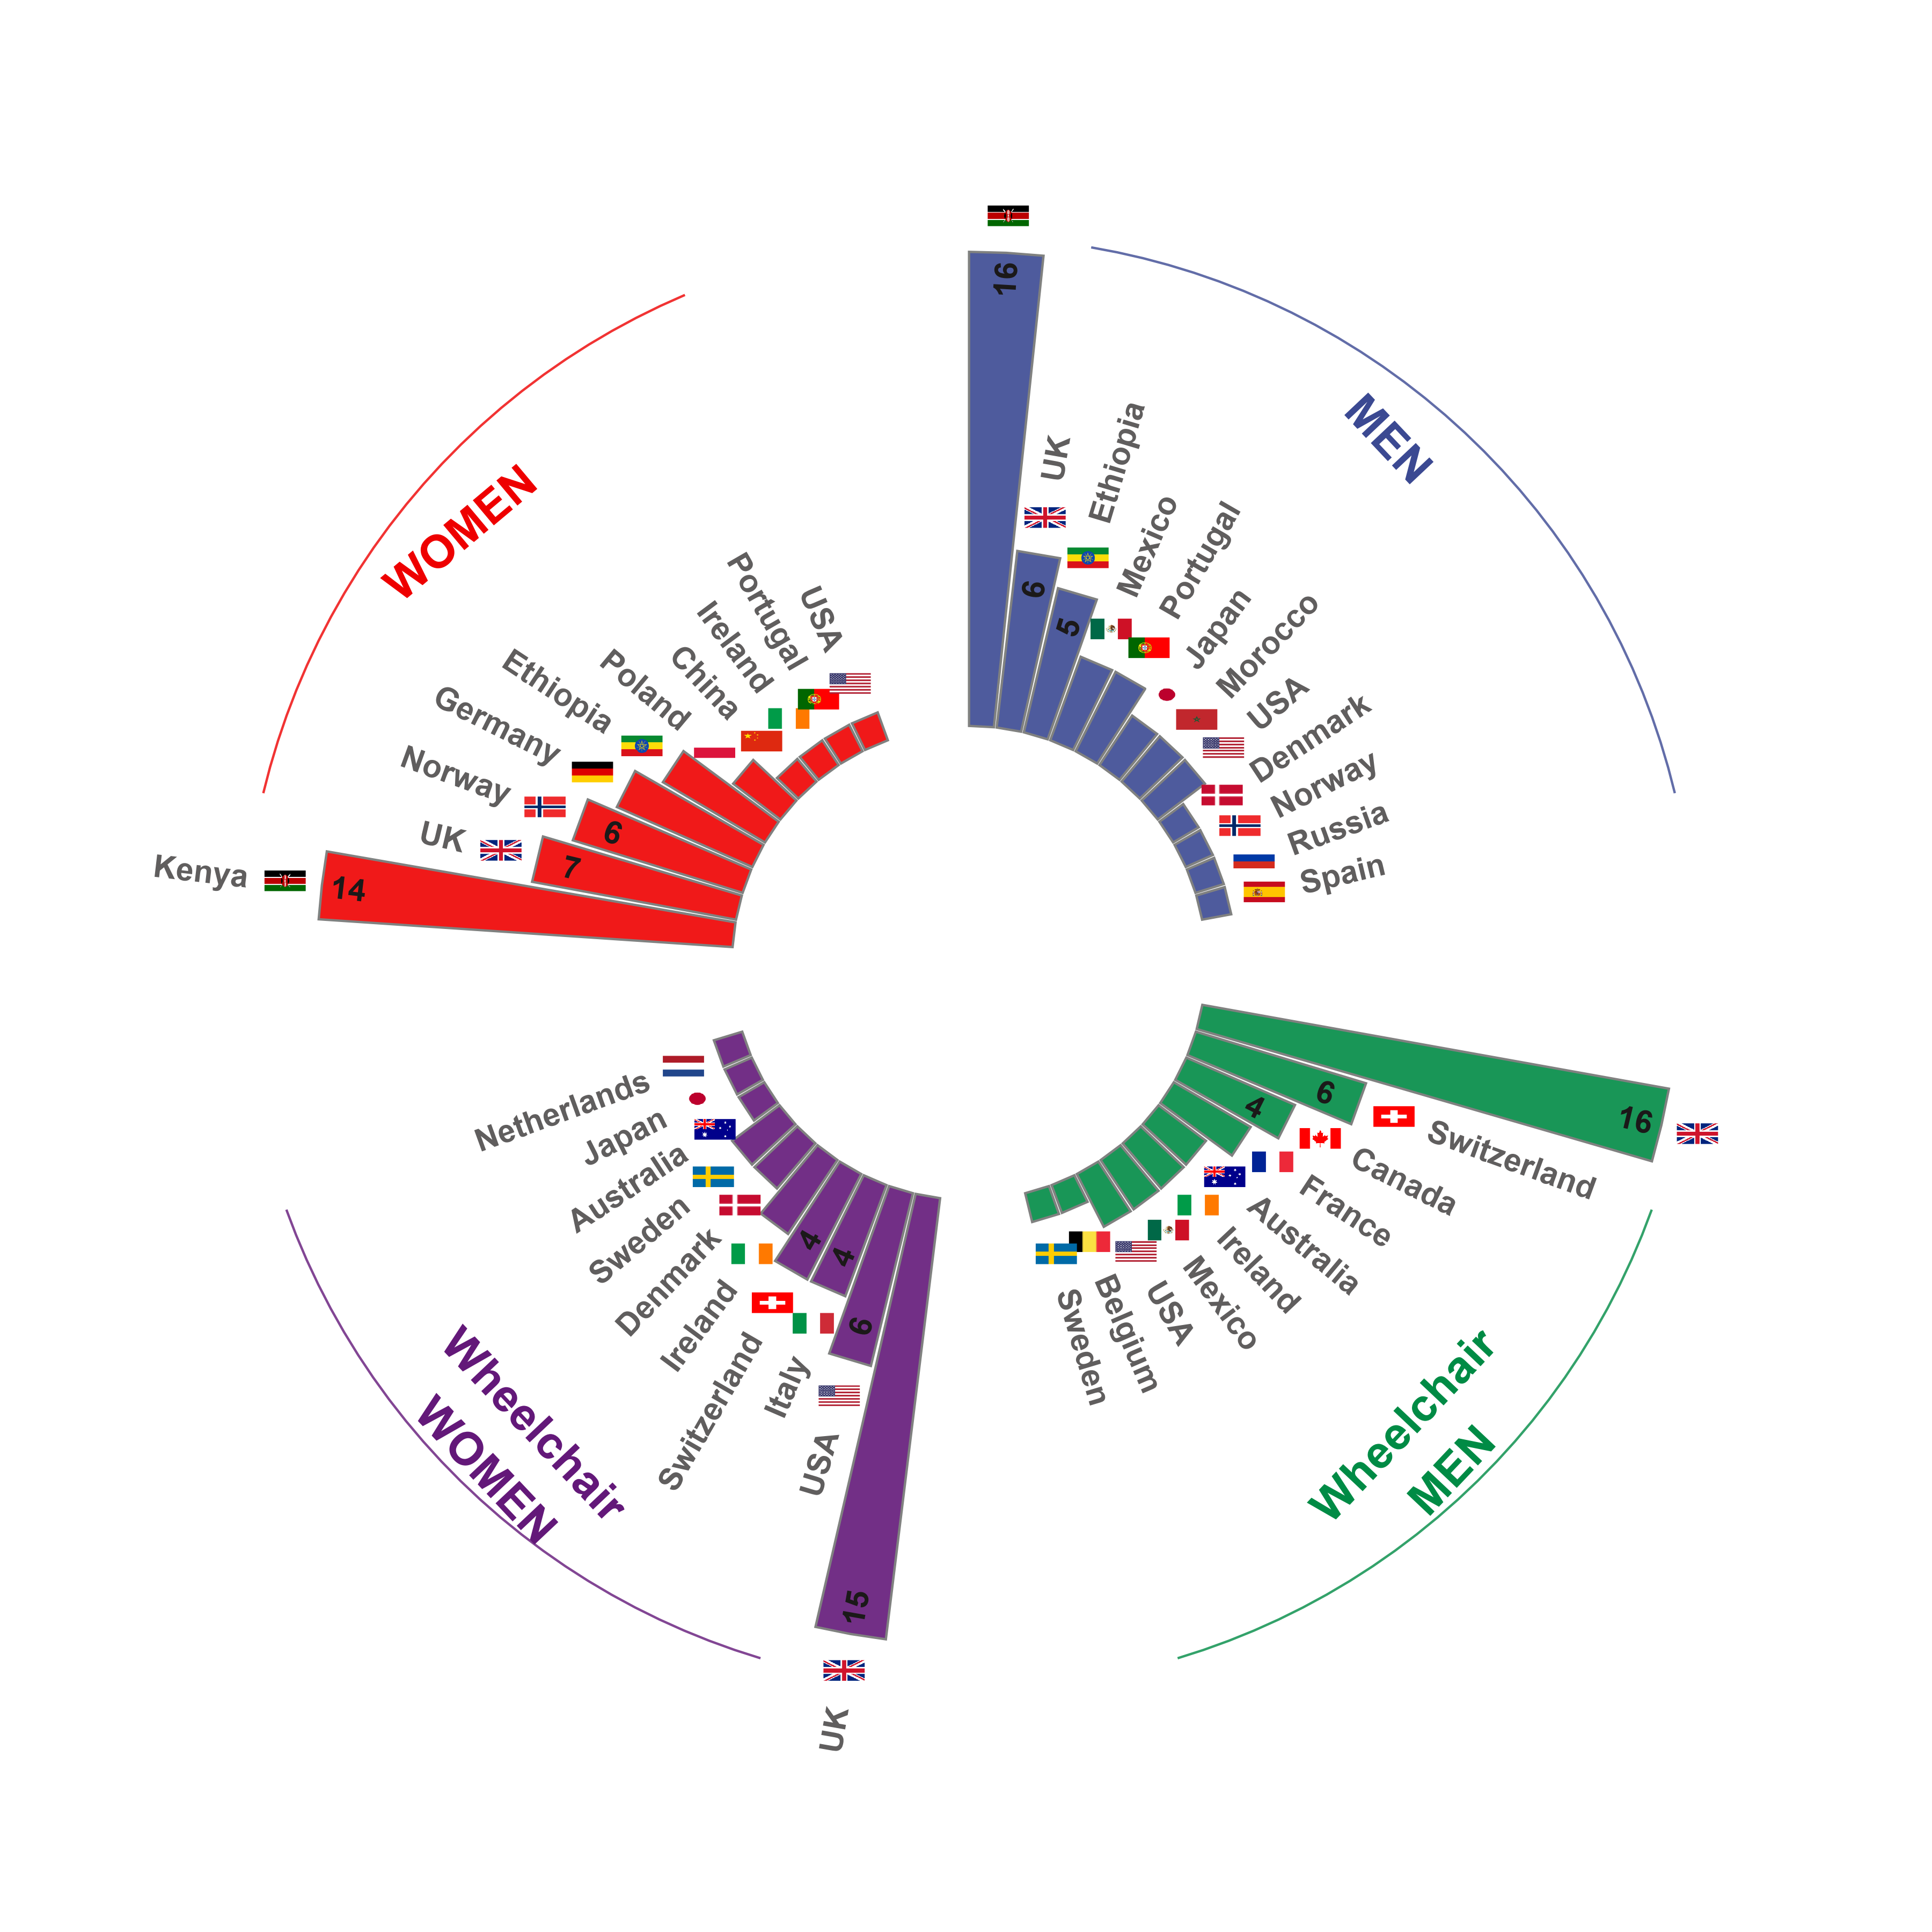 MEN
16
UK
6
Ethiopia
5
Mexico
Portugal
Japan
Morocco
USA
Denmark
Norway
Russia
Spain
16
6
Switzerland
4
Canada
France
Australia
Ireland
Mexico
USA
Belgium
Sweden
Wheelchair
MEN
UK
15
USA
6
Italy
4
Switzerland
4
Ireland
Denmark
Sweden
Australia
Japan
Netherlands
Wheelchair
WOMEN
Kenya
14
UK
7
Norway
6
Germany
Ethiopia
Poland
China
Ireland
Portugal
USA
WOMEN